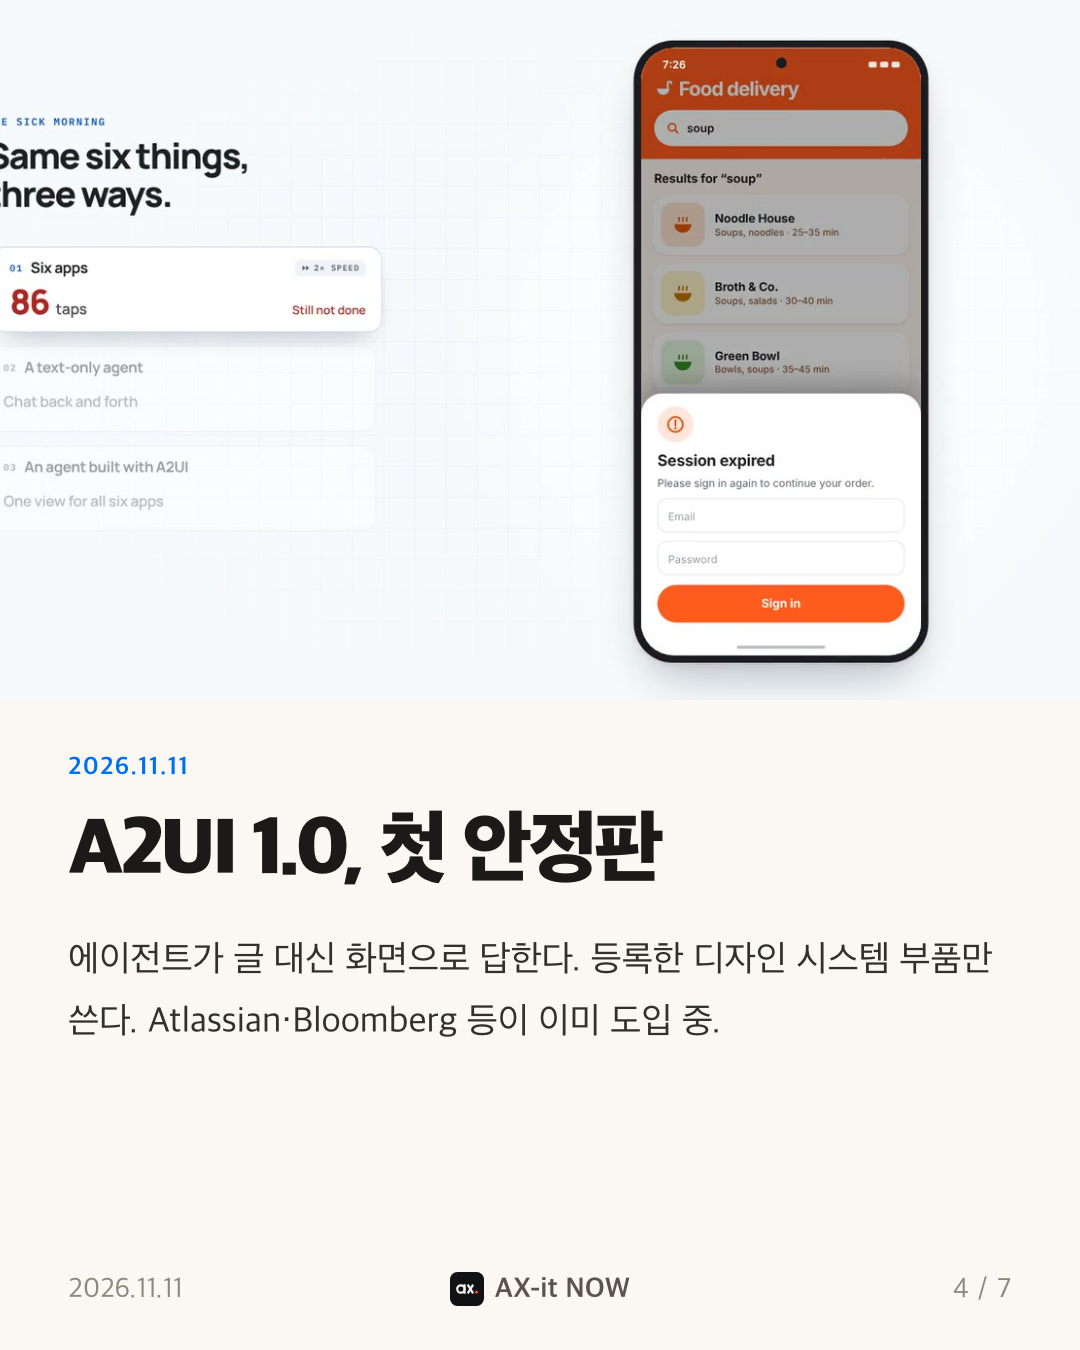 E SICK MORNING
Same six things,
three ways.
01 Six apps
2× SPEED
86 taps
Still not done
02 A text-only agent
Chat back and forth
03 An agent built with A2UI
One view for all six apps
7:26
Food delivery
soup
Results for “soup”
Noodle House
Soups, noodles · 25–35 min
Broth & Co.
Soups, salads · 30–40 min
Green Bowl
Bowls, soups · 35–45 min
Session expired
Please sign in again to continue your order.
Email
Password
Sign in
2026.11.11
A2UI 1.0, 첫 안정판
에이전트가 글 대신 화면으로 답한다. 등록한 디자인 시스템 부품만
쓴다. Atlassian·Bloomberg 등이 이미 도입 중.
2026.11.11
ax. AX-it NOW
4 / 7